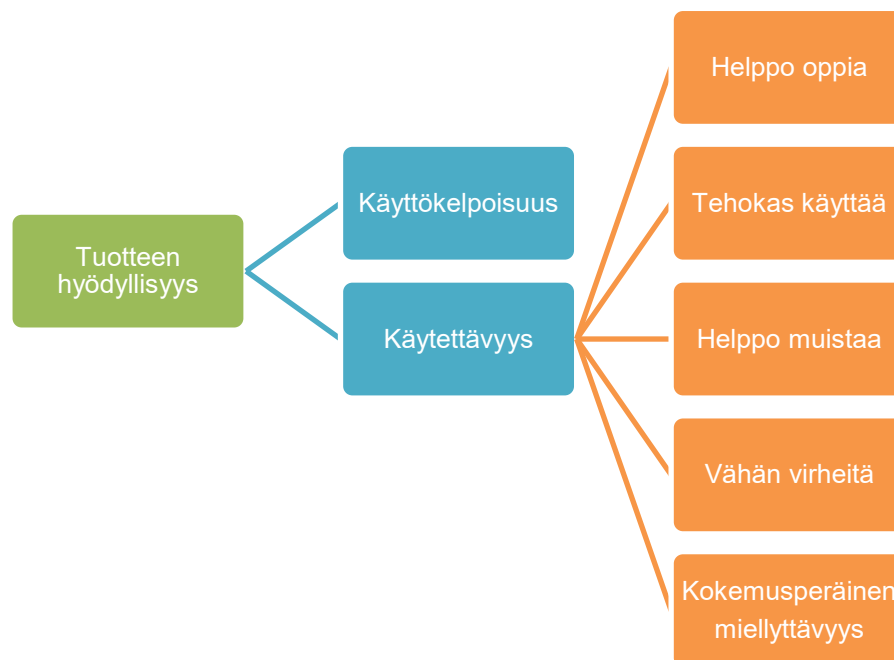 Tuotteen
hyödyllisyys
Käyttökelpoisuus
Käytettävyys
Helppo oppia
Tehokas käyttää
Helppo muistaa
Vähän virheitä
Kokemusperäinen
miellyttävyys